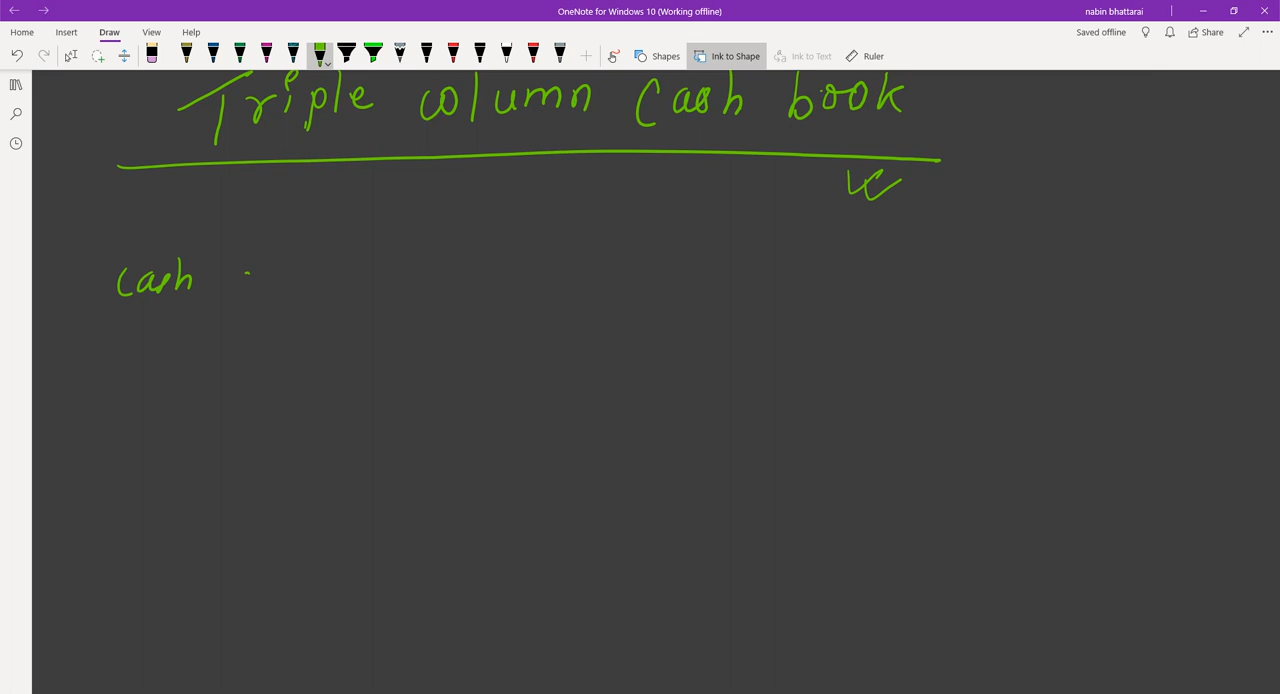 OneNote for Windows 10 (Working offline)
nabin bhattarai
Home Insert Draw View Help
Saved offline
Share
Shapes
Ink to Shape
Ink to Text
Ruler
Triple column Cash book
Cash